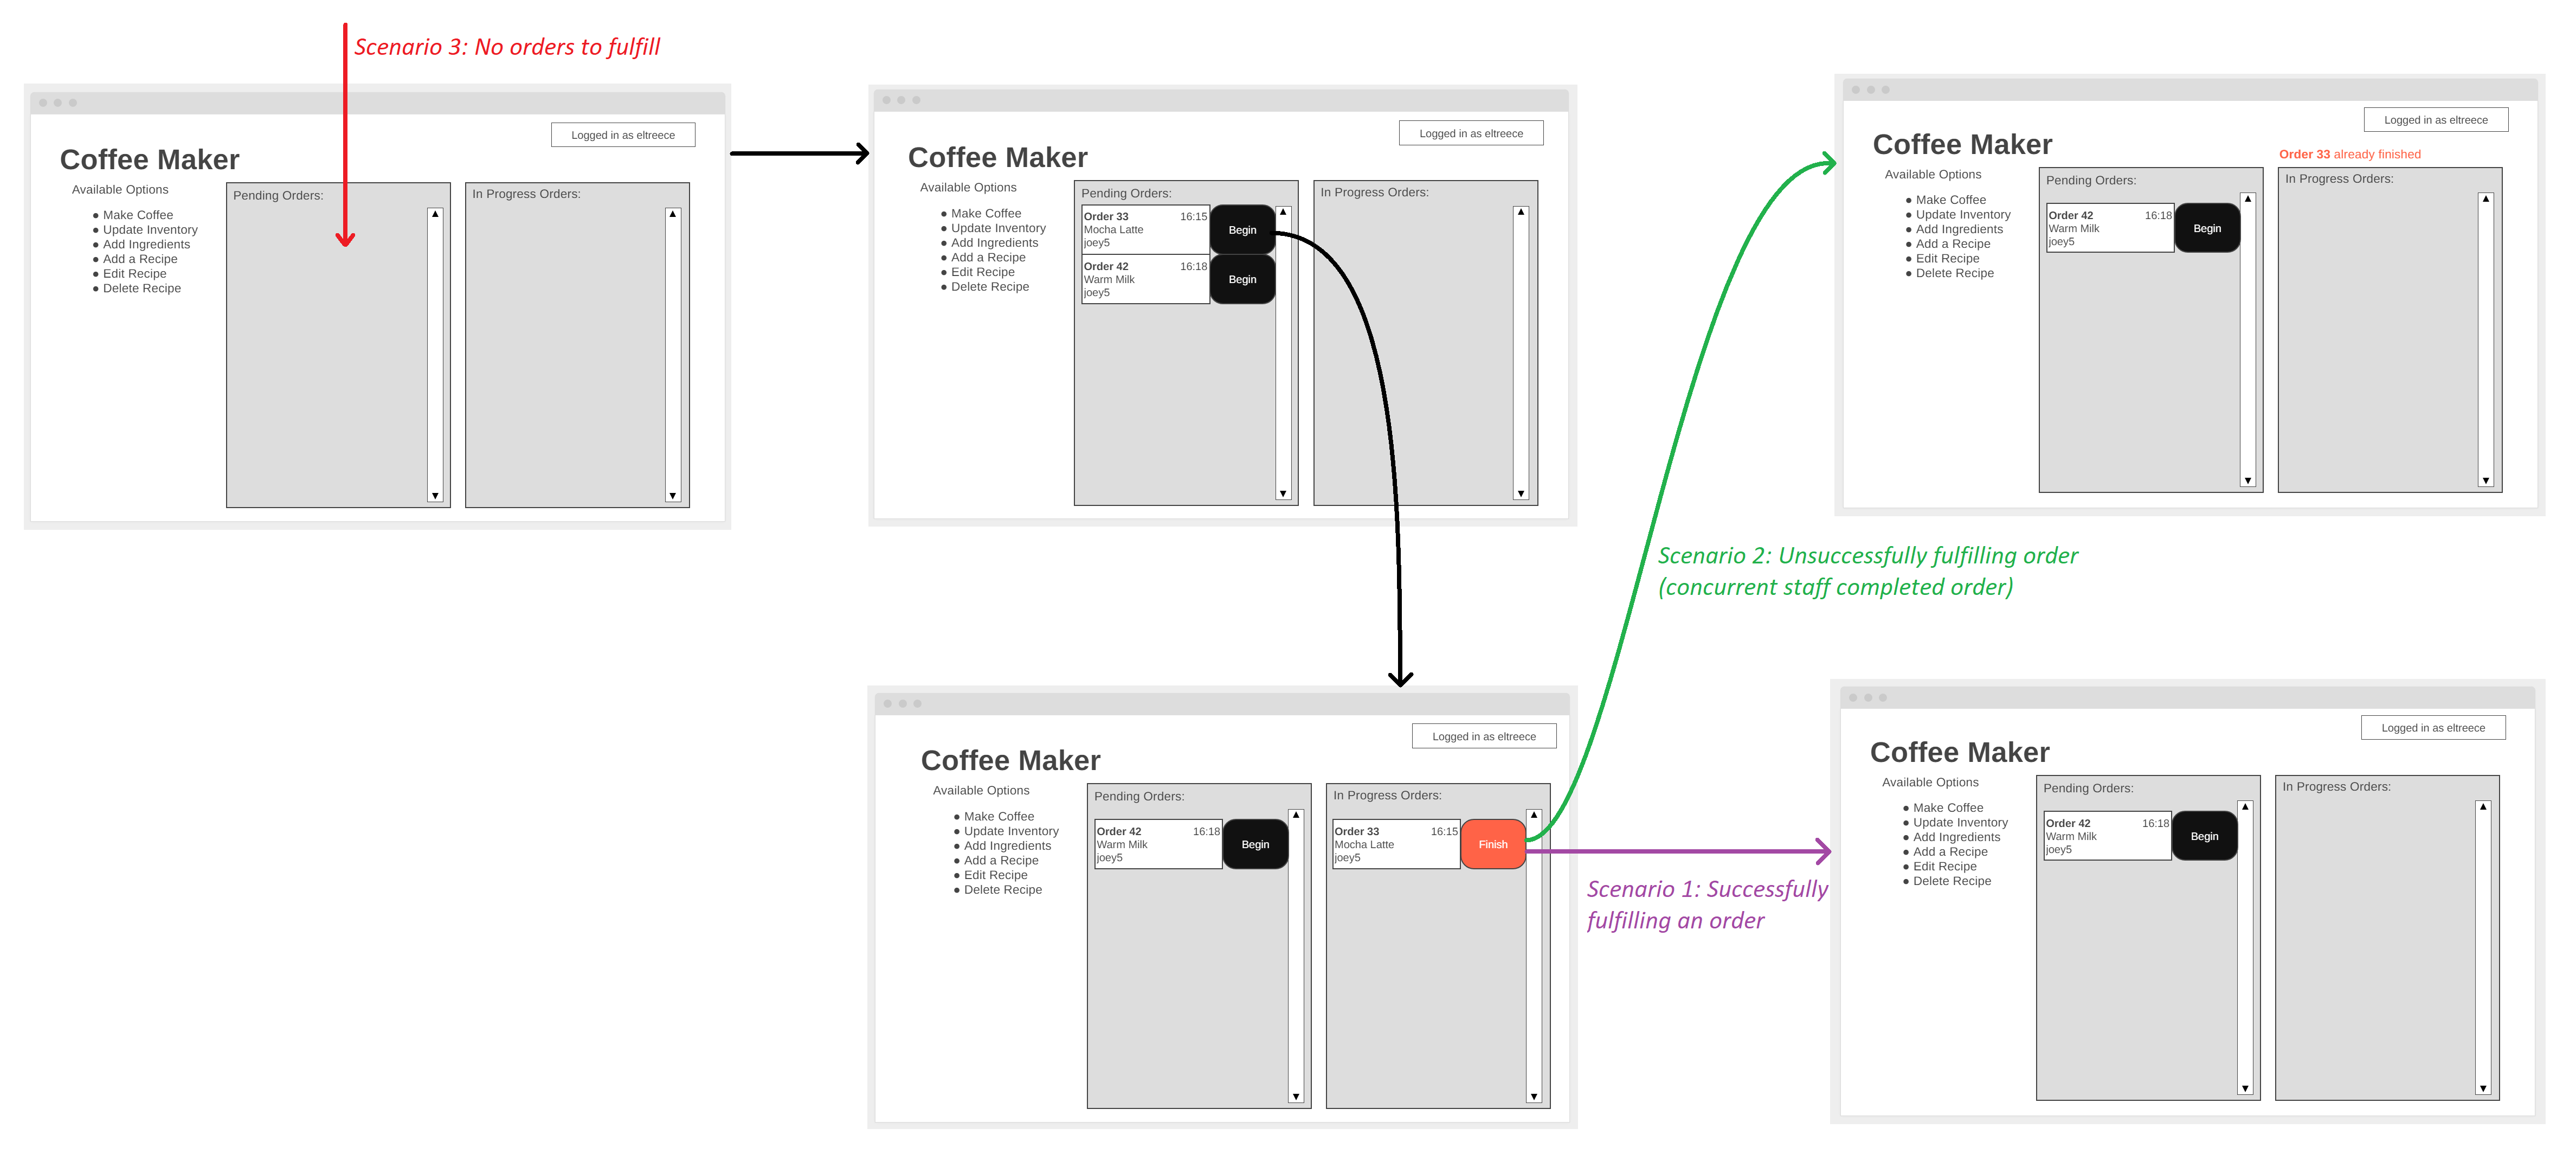 Scenario 3: No orders to fulfill
Logged in as eltreece
Coffee Maker
Available Options
Make Coffee
Update Inventory
Add Ingredients
Add a Recipe
Edit Recipe
Delete Recipe
Pending Orders:
In Progress Orders:
Logged in as eltreece
Coffee Maker
Available Options
Make Coffee
Update Inventory
Add Ingredients
Add a Recipe
Edit Recipe
Delete Recipe
Pending Orders:
Order 33 16:15
Mocha Latte
joey5
Begin
Order 42 16:18
Warm Milk
joey5
Begin
In Progress Orders:
Logged in as eltreece
Coffee Maker
Order 33 already finished
Available Options
Make Coffee
Update Inventory
Add Ingredients
Add a Recipe
Edit Recipe
Delete Recipe
Pending Orders:
Order 42 16:18
Warm Milk
joey5
Begin
In Progress Orders:
Scenario 2: Unsuccessfully fulfilling order
(concurrent staff completed order)
Logged in as eltreece
Coffee Maker
Available Options
Make Coffee
Update Inventory
Add Ingredients
Add a Recipe
Edit Recipe
Delete Recipe
Pending Orders:
Order 42 16:18
Warm Milk
joey5
Begin
In Progress Orders:
Order 33 16:15
Mocha Latte
joey5
Finish
Scenario 1: Successfully
fulfilling an order
Logged in as eltreece
Coffee Maker
Available Options
Make Coffee
Update Inventory
Add Ingredients
Add a Recipe
Edit Recipe
Delete Recipe
Pending Orders:
Order 42 16:18
Warm Milk
joey5
Begin
In Progress Orders: